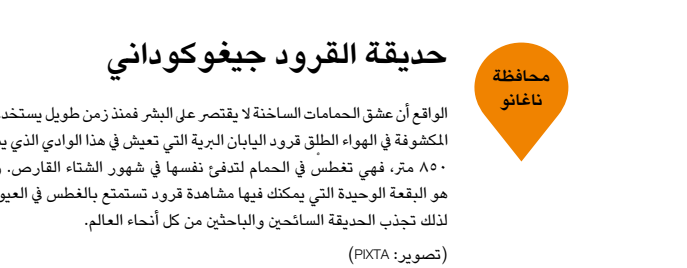 محافظة
ناغانو
حديقة القرود جيغوكوداني
الواقع أن عشق الحمامات الساخنة لا يقتصر على البشر فمنذ زمن طويل
المكشوفة في الهواء الطلق قرود اليابان البرية التي تعيش في هذا الوادي الذي
٨٥٠ متر، فهي تغطسْ في الحمام لتدفئ نفسها في شهور الشتاء القارص.
هو البقعة الوحيدة التي يمكنك فيها مشاهدة قرود تستمتع بالغطس في
لذلك تجذب الحديقة السائحين والباحثين من كل أنحاء العالم.
(تصوير: PIXTA)